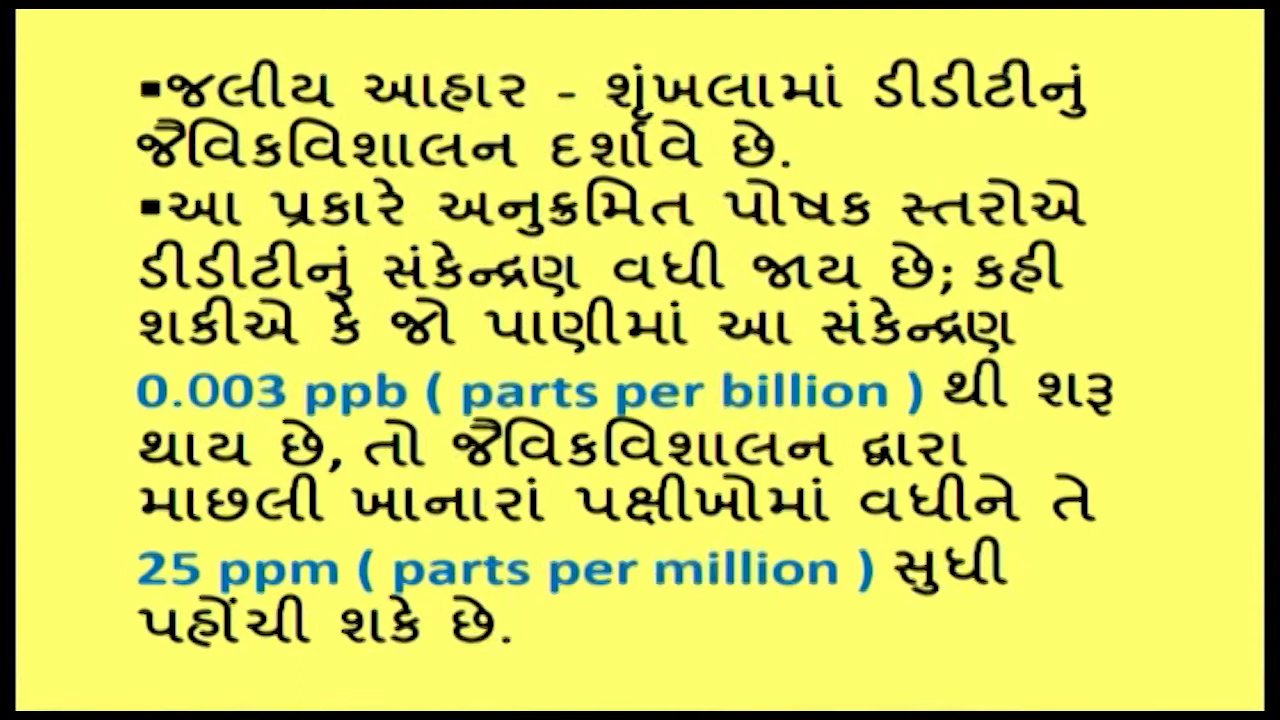 ▪જલીય આહાર - શૃંખલામાં ડીડીટીનું
જૈવિકવિશાલન દર્શાવે છે.
▪આ પ્રકારે અનુક્રમિત પોષક સ્તરોએ
ડીડીટીનું સંકેન્દ્રણ વધી જાય છે; કહી
શકીએ કે જો પાણીમાં આ સંકેન્દ્રણ
0.003 ppb ( parts per billion ) થી શરૂ
થાય છે, તો જૈવિકવિશાલન દ્વારા
માછલી ખાનારાં પક્ષીખોમાં વધીને તે
25 ppm ( parts per million ) સુધી
પહોંચી શકે છે.